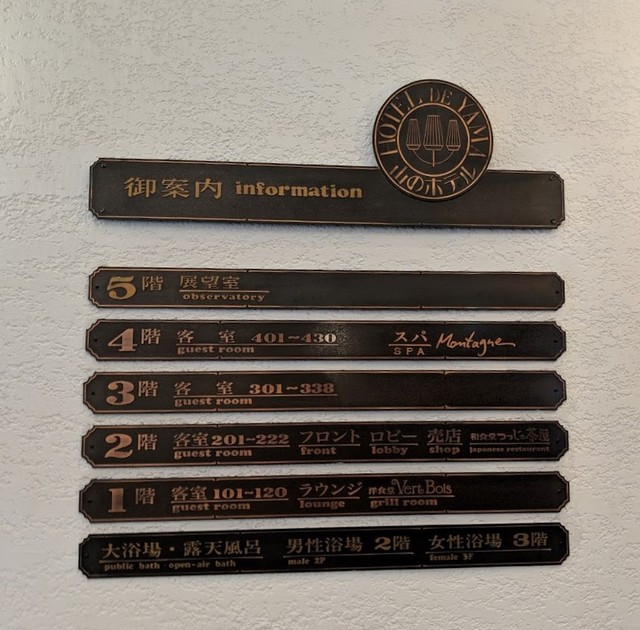 HOTEL DE YAMA
山のホテル
御案内 information
5階 展望室
observatory
4階 客 室 401~430 スパ Montagne
guest room SPA
3階 客 室 301~338
guest room
2階 客室 201~222 フロント ロビー 売店 和食堂つつじの茶屋
guest room front lobby shop Japanese restaurant
1階 客室 101~120 ラウンジ 洋食堂 Vert Bois
guest room lounge grill room
大浴場・露天風呂 男性浴場 2階 女性浴場 3階
public bath · open-air bath male 2F female 3F